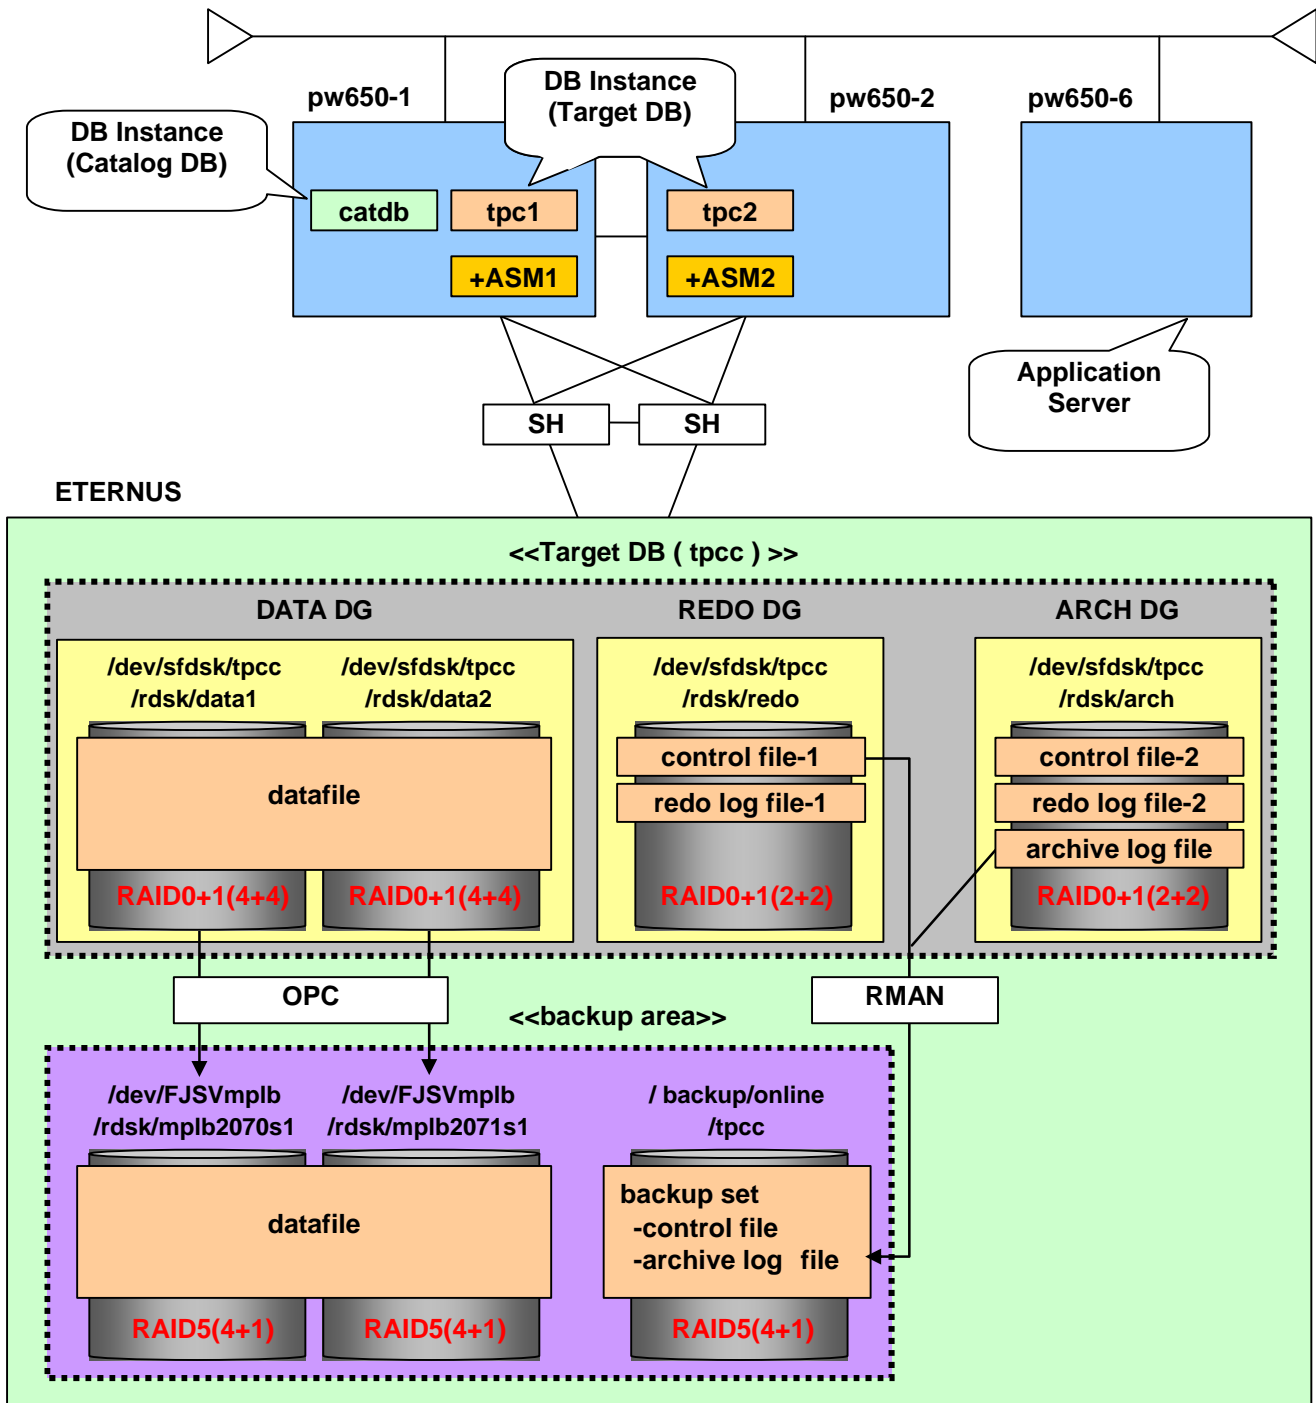 pw650-1
DB Instance
(Target DB)
pw650-2
pw650-6
DB Instance
(Catalog DB)
catdb
tpc1
tpc2
+ASM1
+ASM2
Application
Server
SH
SH
ETERNUS
<<Target DB ( tpcc ) >>
DATA DG
REDO DG
ARCH DG
/dev/sfdsk/tpcc
/rdsk/data1
/dev/sfdsk/tpcc
/rdsk/data2
/dev/sfdsk/tpcc
/rdsk/redo
/dev/sfdsk/tpcc
/rdsk/arch
datafile
control file-1
redo log file-1
control file-2
redo log file-2
archive log file
RAID0+1(4+4)
RAID0+1(4+4)
RAID0+1(2+2)
RAID0+1(2+2)
OPC
RMAN
<<backup area>>
/dev/FJSVmplb
/rdsk/mplb2070s1
/dev/FJSVmplb
/rdsk/mplb2071s1
/ backup/online
/tpcc
datafile
backup set
-control file
-archive log file
RAID5(4+1)
RAID5(4+1)
RAID5(4+1)